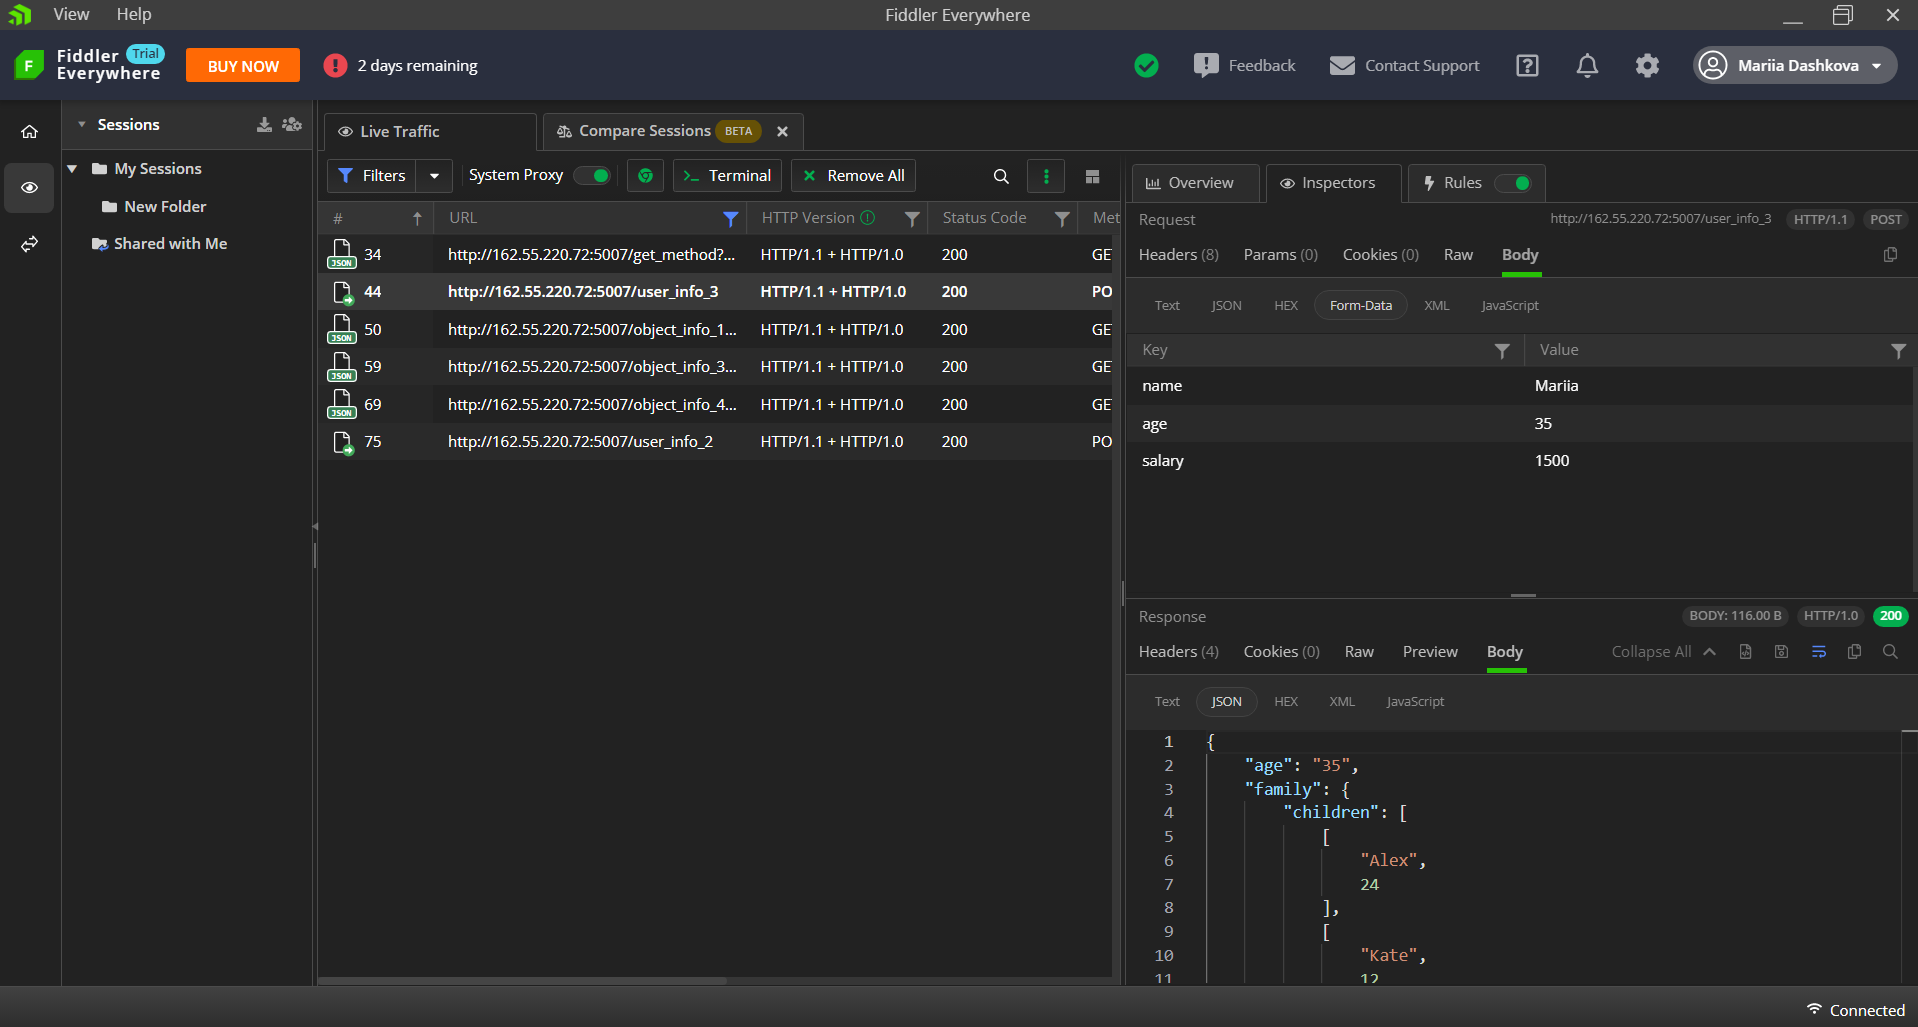 View Help
Fiddler Everywhere
F
Fiddler Trial
Everywhere
BUY NOW
! 2 days remaining
! Feedback
Contact Support
?
Mariia Dashkova
Sessions
My Sessions
New Folder
Shared with Me
Live Traffic
Compare Sessions BETA
Filters
System Proxy
>_ Terminal
Remove All
# URL HTTP Version Status Code Met
JSON 34 http://162.55.220.72:5007/get_method?... HTTP/1.1 + HTTP/1.0 200 GE
44 http://162.55.220.72:5007/user_info_3 HTTP/1.1 + HTTP/1.0 200 PO
JSON 50 http://162.55.220.72:5007/object_info_1... HTTP/1.1 + HTTP/1.0 200 GE
JSON 59 http://162.55.220.72:5007/object_info_3... HTTP/1.1 + HTTP/1.0 200 GE
JSON 69 http://162.55.220.72:5007/object_info_4... HTTP/1.1 + HTTP/1.0 200 GE
75 http://162.55.220.72:5007/user_info_2 HTTP/1.1 + HTTP/1.0 200 PO
Overview Inspectors Rules
Request http://162.55.220.72:5007/user_info_3 HTTP/1.1 POST
Headers (8) Params (0) Cookies (0) Raw Body
Text JSON HEX Form-Data XML JavaScript
Key Value
name Mariia
age 35
salary 1500
Response BODY: 116.00 B HTTP/1.0 200
Headers (4) Cookies (0) Raw Preview Body Collapse All
Text JSON HEX XML JavaScript
1 {
2 "age": "35",
3 "family": {
4 "children": [
5 [
6 "Alex",
7 24
8 ],
9 [
10 "Kate",
11 12
Connected